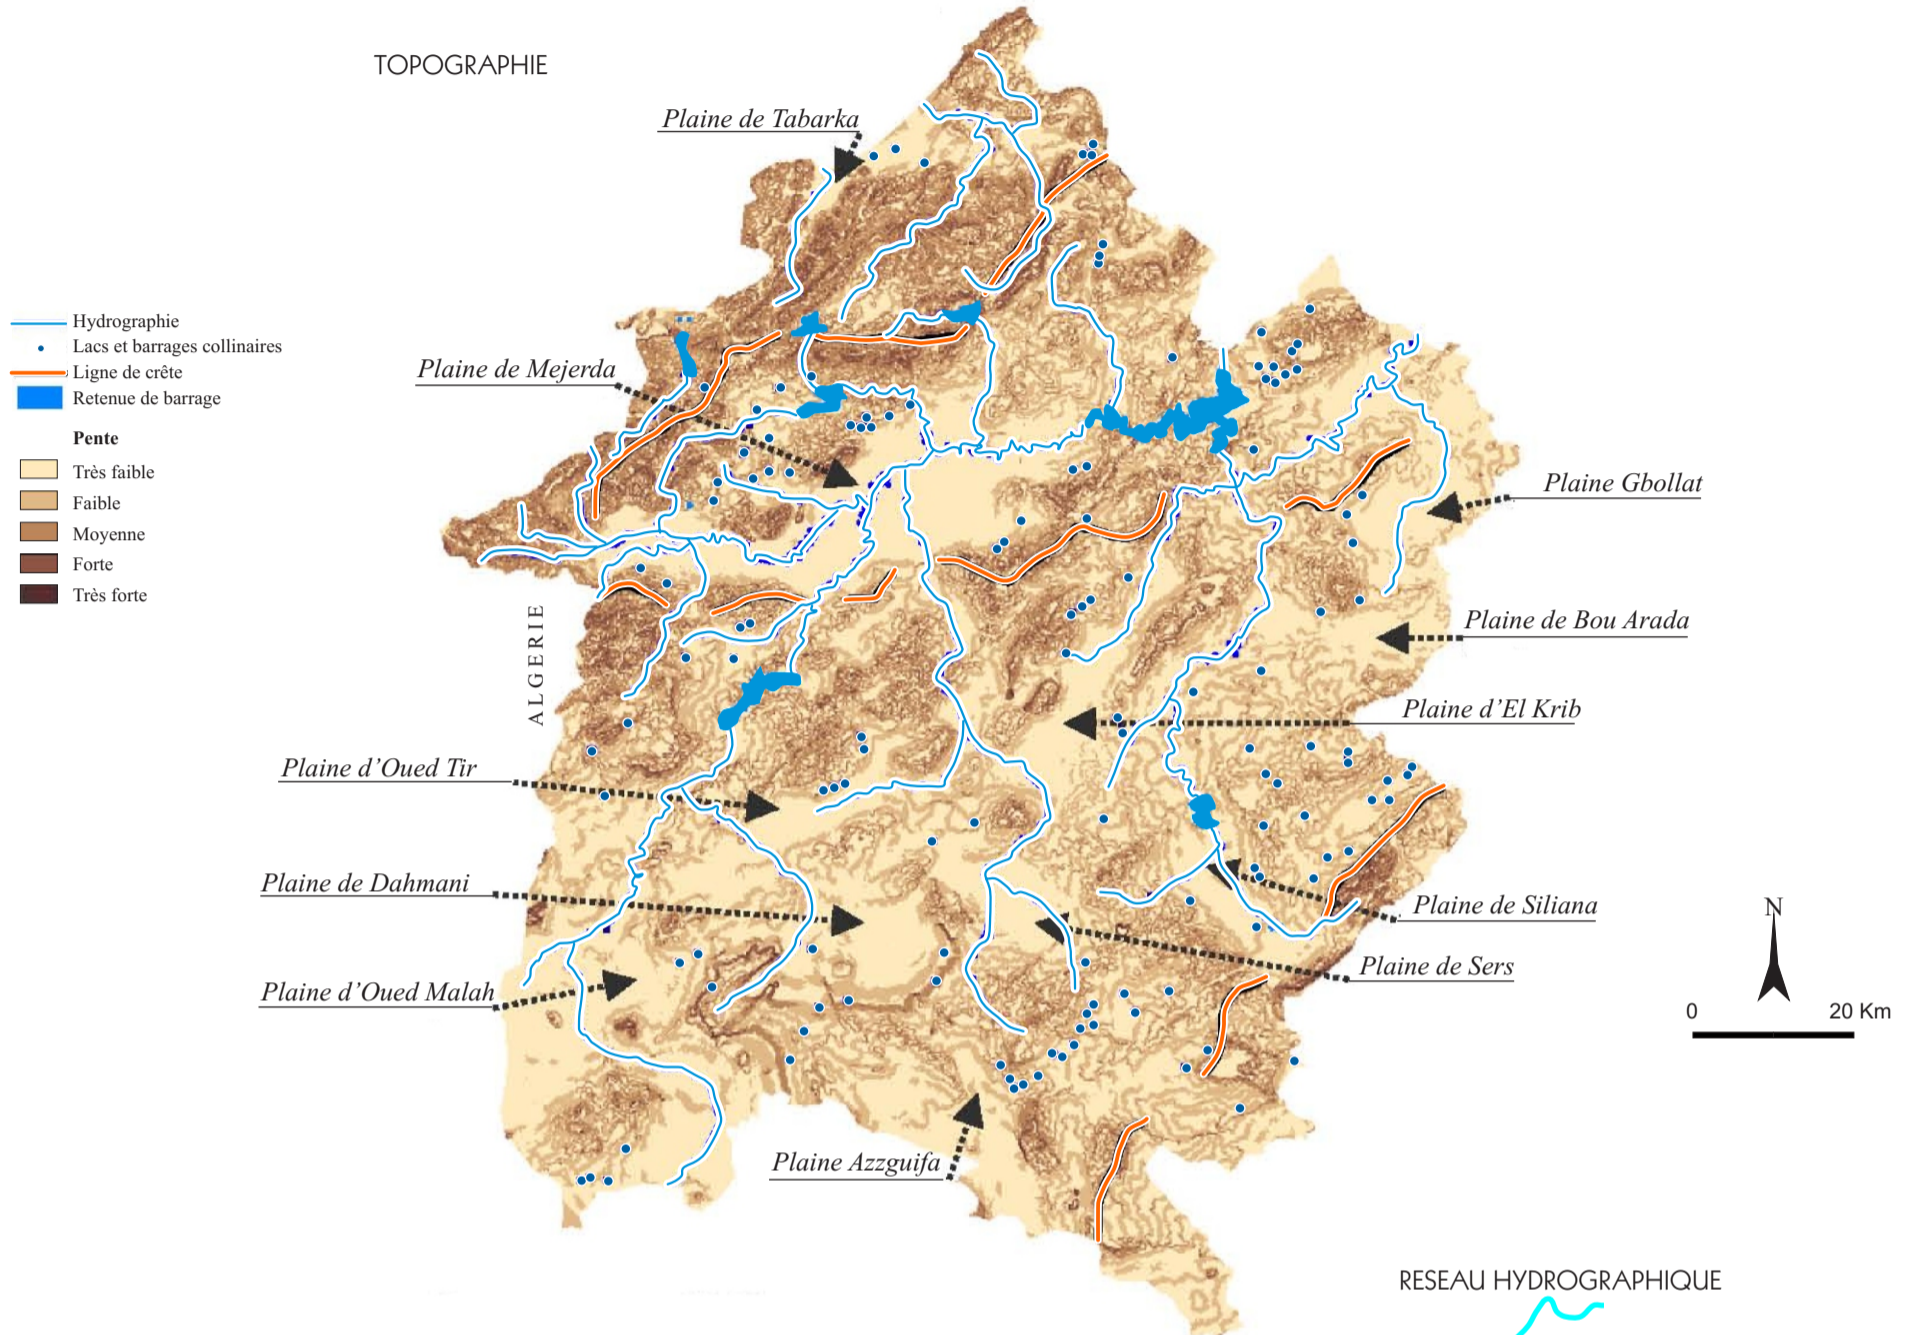 TOPOGRAPHIE
Plaine de Tabarka
Hydrographie
Lacs et barrages collinaires
Ligne de crête
Retenue de barrage
Pente
Très faible
Faible
Moyenne
Forte
Très forte
Plaine de Mejerda
Plaine Gbollat
ALGERIE
Plaine de Bou Arada
Plaine d'El Krib
Plaine d'Oued Tir
Plaine de Dahmani
Plaine de Siliana
Plaine de Sers
Plaine d'Oued Malah
N
0 20 Km
Plaine Azzguifa
RESEAU HYDROGRAPHIQUE